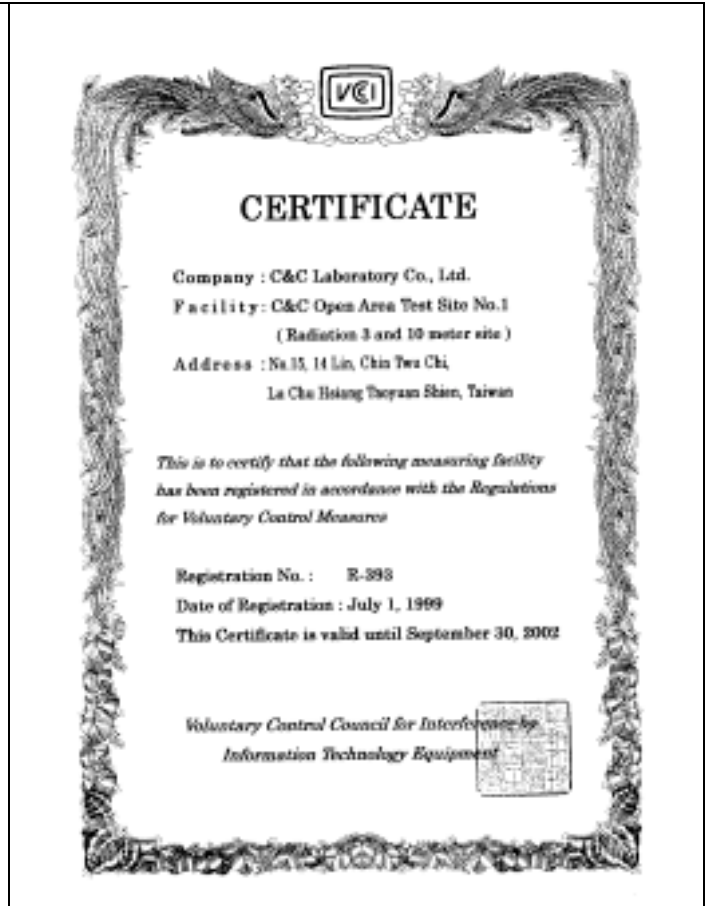 VCCI
CERTIFICATE
Company : C&C Laboratory Co., Ltd.
Facility : C&C Open Area Test Site No.1
( Radiation 3 and 10 meter site )
Address : No.15, 14 Lin, Chin Twu Chi,
Lu Chu Hsiang Taoyuan Shien, Taiwan
This is to certify that the following measuring facility
has been registered in accordance with the Regulations
for Voluntary Control Measures
Registration No. : R-393
Date of Registration : July 1, 1999
This Certificate is valid until September 30, 2002
Voluntary Control Council for Interference by
Information Technology Equipment